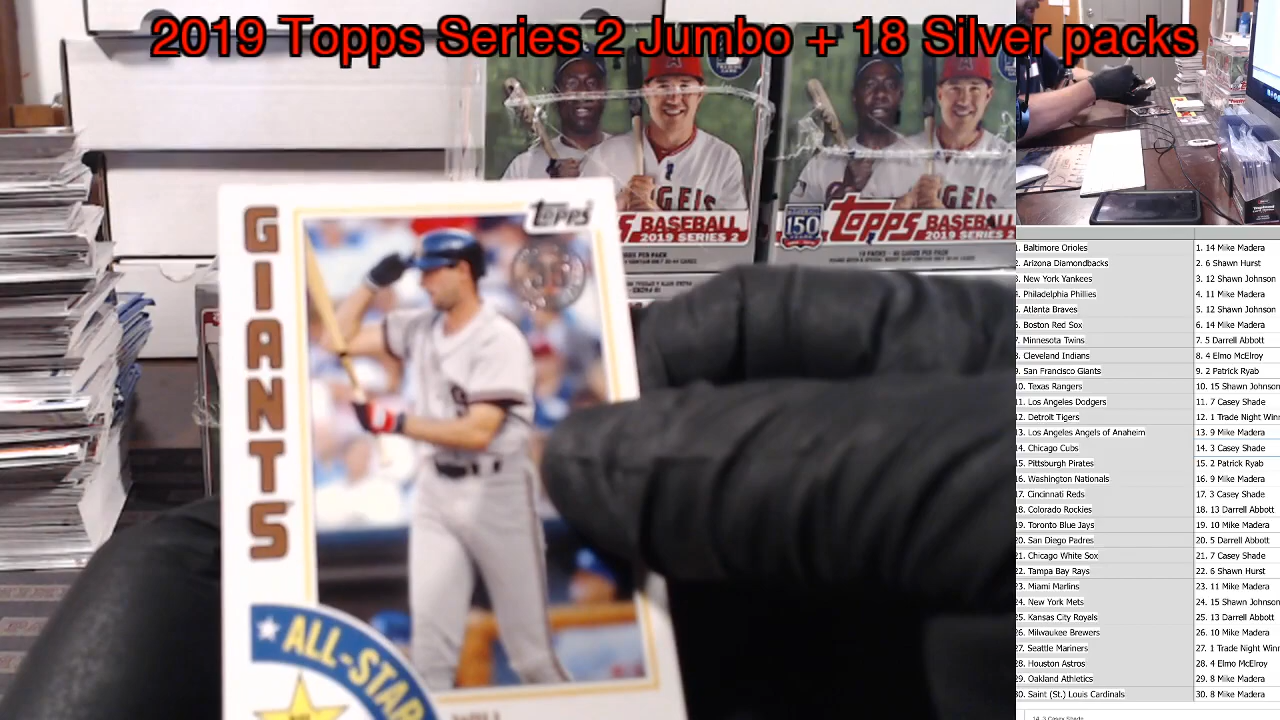 2019 Topps Series 2 Jumbo + 18 Silver packs
GEIS
BASEBALL
2019 SERIES 2
150
Topps BASEBALL
2019 SERIES 2
Topps
GIANTS
ALL-STAR
1. Baltimore Orioles 1. 14 Mike Madera
2. Arizona Diamondbacks 2. 6 Shawn Hurst
3. New York Yankees 3. 12 Shawn Johnson
4. Philadelphia Phillies 4. 11 Mike Madera
5. Atlanta Braves 5. 12 Shawn Johnson
6. Boston Red Sox 6. 14 Mike Madera
7. Minnesota Twins 7. 5 Darrell Abbott
8. Cleveland Indians 8. 4 Elmo McElroy
9. San Francisco Giants 9. 2 Patrick Ryab
10. Texas Rangers 10. 15 Shawn Johnson
11. Los Angeles Dodgers 11. 7 Casey Shade
12. Detroit Tigers 12. 1 Trade Night Winn
13. Los Angeles Angels of Anaheim 13. 9 Mike Madera
14. Chicago Cubs 14. 3 Casey Shade
15. Pittsburgh Pirates 15. 2 Patrick Ryab
16. Washington Nationals 16. 9 Mike Madera
17. Cincinnati Reds 17. 3 Casey Shade
18. Colorado Rockies 18. 13 Darrell Abbott
19. Toronto Blue Jays 19. 10 Mike Madera
20. San Diego Padres 20. 5 Darrell Abbott
21. Chicago White Sox 21. 7 Casey Shade
22. Tampa Bay Rays 22. 6 Shawn Hurst
23. Miami Marlins 23. 11 Mike Madera
24. New York Mets 24. 15 Shawn Johnson
25. Kansas City Royals 25. 13 Darrell Abbott
26. Milwaukee Brewers 26. 10 Mike Madera
27. Seattle Mariners 27. 1 Trade Night Winn
28. Houston Astros 28. 4 Elmo McElroy
29. Oakland Athletics 29. 8 Mike Madera
30. Saint (St.) Louis Cardinals 30. 8 Mike Madera
14. 3 Casey Shade